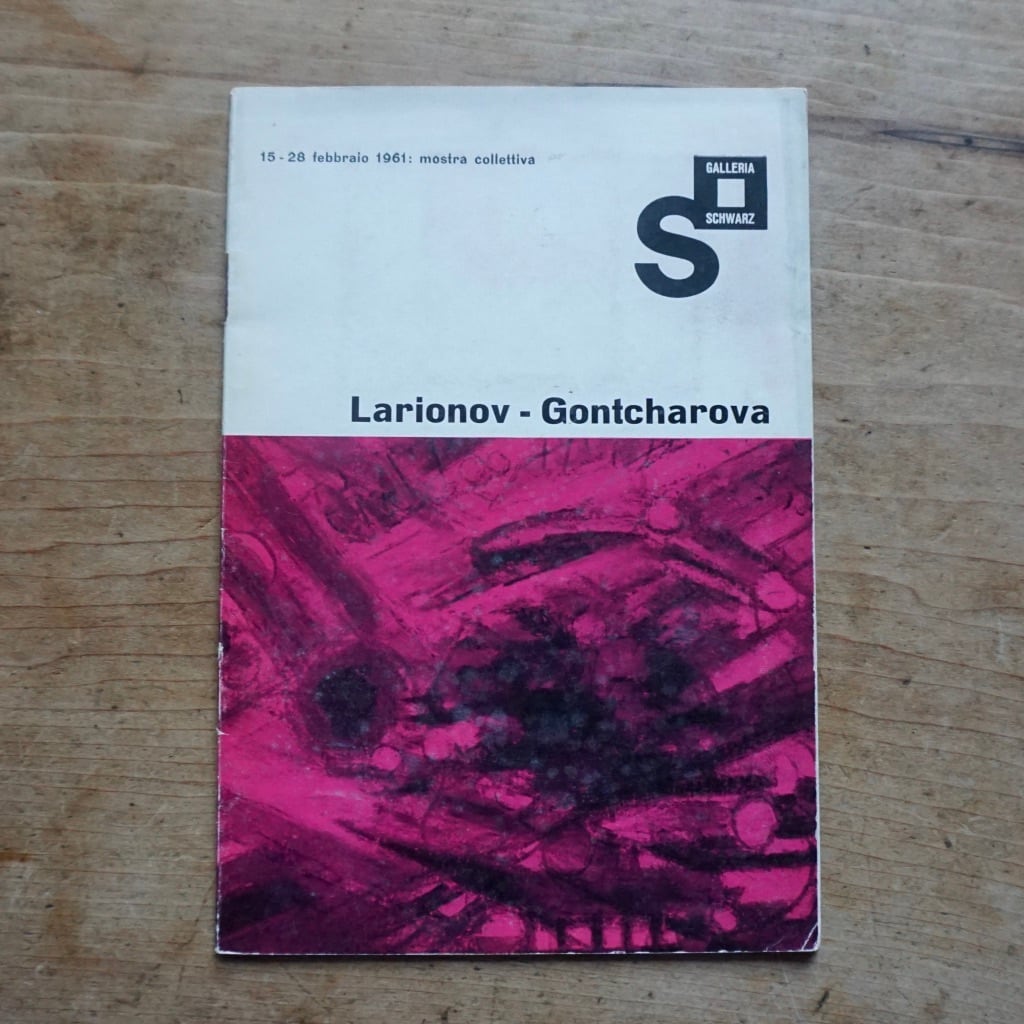 15 - 28 febbraio 1961: mostra collettiva
GALLERIA
SCHWARZ
S
Larionov - Gontcharova